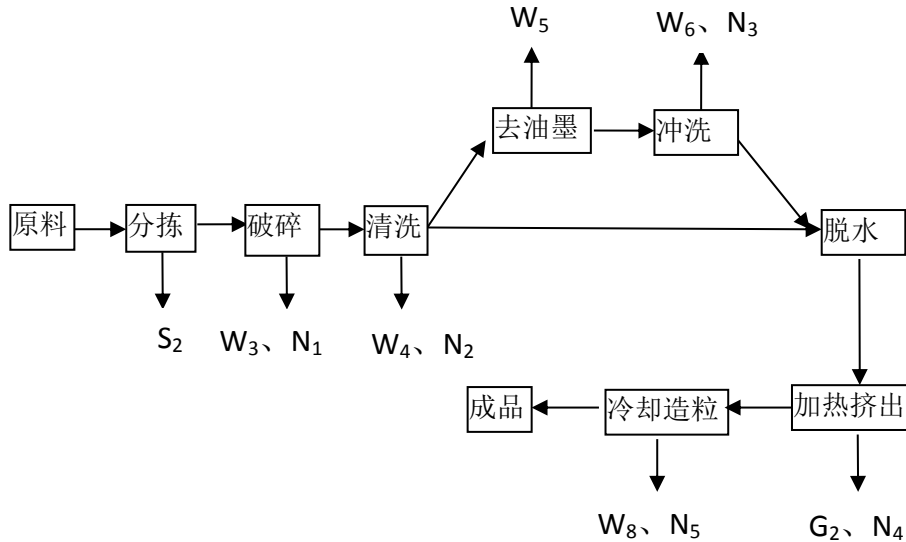 W₅
W₆、N₃
去油墨
冲洗
原料
分拣
破碎
清洗
脱水
S₂
W₃、N₁
W₄、N₂
成品
冷却造粒
加热挤出
W₈、N₅
G₂、N₄